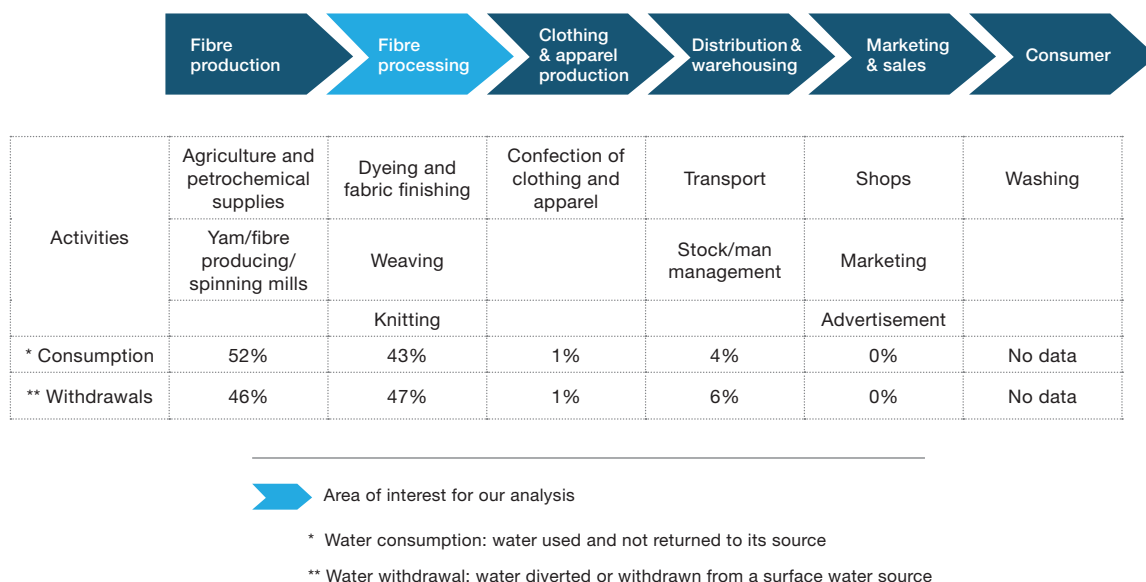 Fibre
production
Fibre
processing
Clothing
& apparel
production
Distribution &
warehousing
Marketing
& sales
Consumer
Activities
Agriculture and
petrochemical
supplies
Dyeing and
fabric finishing
Confection of
clothing and
apparel
Transport
Shops
Washing
Yarn/fibre
producing/
spinning mills
Weaving
Stock/man
management
Marketing
Knitting
Advertisement
* Consumption 52% 43% 1% 4% 0% No data
** Withdrawals 46% 47% 1% 6% 0% No data
Area of interest for our analysis
* Water consumption: water used and not returned to its source
** Water withdrawal: water diverted or withdrawn from a surface water source